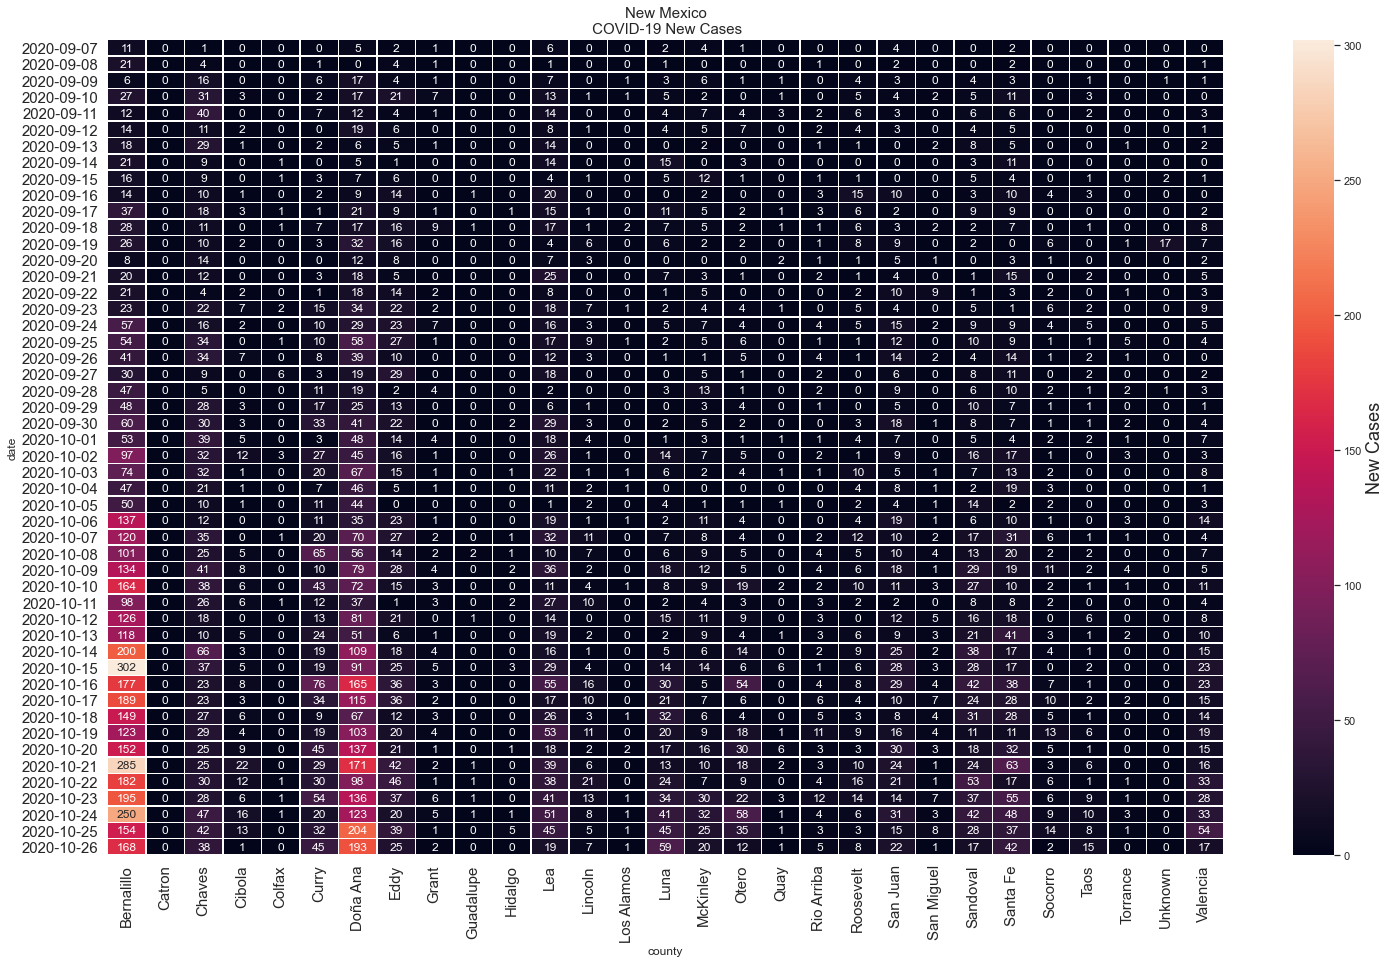 New Mexico
COVID-19 New Cases
2020-09-07 11 0 1 0 0 0 5 2 1 0 0 6 0 0 2 4 1 0 0 0 4 0 0 2 0 0 0 0 0
2020-09-08 21 0 4 0 0 1 0 4 1 0 0 1 0 0 1 0 0 0 1 0 2 0 0 2 0 0 0 0 1
2020-09-09 6 0 16 0 0 6 17 4 1 0 0 7 0 1 3 6 1 1 0 4 3 0 4 3 0 1 0 1 1
2020-09-10 27 0 31 3 0 2 17 21 7 0 0 13 1 1 5 2 0 1 0 5 4 2 5 11 0 3 0 0 0
2020-09-11 12 0 40 0 0 7 12 4 1 0 0 14 0 0 4 7 4 3 2 6 3 0 6 6 0 2 0 0 3
2020-09-12 14 0 11 2 0 0 19 6 0 0 0 8 1 0 4 5 7 0 2 4 3 0 4 5 0 0 0 0 1
2020-09-13 18 0 29 1 0 2 6 5 1 0 0 14 0 0 0 2 0 0 1 1 0 2 8 5 0 0 1 0 2
2020-09-14 21 0 9 0 1 0 5 1 0 0 0 14 0 0 15 0 3 0 0 0 0 0 3 11 0 0 0 0 0
2020-09-15 16 0 9 0 1 3 7 6 0 0 0 4 1 0 5 12 1 0 1 1 0 0 5 4 0 1 0 2 1
2020-09-16 14 0 10 1 0 2 9 14 0 1 0 20 0 0 0 2 0 0 3 15 10 0 3 10 4 3 0 0 0
2020-09-17 37 0 18 3 1 1 21 9 1 0 1 15 1 0 11 5 2 1 3 6 2 0 9 9 0 0 0 0 2
2020-09-18 28 0 11 0 1 7 17 16 9 1 0 17 1 2 7 5 2 1 1 6 3 2 2 7 0 1 0 0 8
2020-09-19 26 0 10 2 0 3 32 16 0 0 0 4 6 0 6 2 2 0 1 8 9 0 2 0 6 0 1 17 7
2020-09-20 8 0 14 0 0 0 12 8 0 0 0 7 3 0 0 0 0 2 1 1 5 1 0 3 1 0 0 0 2
2020-09-21 20 0 12 0 0 3 18 5 0 0 0 25 0 0 7 3 1 0 2 1 4 0 1 15 0 2 0 0 5
2020-09-22 21 0 4 2 0 1 18 14 2 0 0 8 0 0 1 5 0 0 0 2 10 9 1 3 2 0 1 0 3
2020-09-23 23 0 22 7 2 15 34 22 2 0 0 18 7 1 2 4 4 1 0 5 4 0 5 1 6 2 0 0 9
2020-09-24 57 0 16 2 0 10 29 23 7 0 0 16 3 0 5 7 4 0 4 5 15 2 9 9 4 5 0 0 5
2020-09-25 54 0 34 0 1 10 58 27 1 0 0 17 9 1 2 5 6 0 1 1 12 0 10 9 1 1 5 0 4
2020-09-26 41 0 34 7 0 8 39 10 0 0 0 12 3 0 1 1 5 0 4 1 14 2 4 14 1 2 1 0 0
2020-09-27 30 0 9 0 6 3 19 29 0 0 0 18 0 0 0 5 1 0 2 0 6 0 8 11 0 2 0 0 2
2020-09-28 47 0 5 0 0 11 19 2 4 0 0 2 0 0 3 13 1 0 2 0 9 0 6 10 2 1 2 1 3
2020-09-29 48 0 28 3 0 17 25 13 0 0 0 6 1 0 0 3 4 0 1 0 5 0 10 7 1 1 0 0 1
2020-09-30 60 0 30 3 0 33 41 22 0 0 2 29 3 0 2 5 2 0 0 3 18 1 8 7 1 1 2 0 4
2020-10-01 53 0 39 5 0 3 48 14 4 0 0 18 4 0 1 3 1 1 1 4 7 0 5 4 2 2 1 0 7
2020-10-02 97 0 32 12 3 27 45 16 1 0 0 26 1 0 14 7 5 0 2 1 9 0 16 17 1 0 3 0 3
2020-10-03 74 0 32 1 0 20 67 15 1 0 1 22 1 1 6 2 4 1 1 10 5 1 7 13 2 0 0 0 8
2020-10-04 47 0 21 1 0 7 46 5 1 0 0 11 2 1 0 0 0 0 0 4 8 1 2 19 3 0 0 0 1
2020-10-05 50 0 10 1 0 11 44 0 0 0 0 1 2 0 4 1 1 1 0 2 4 1 14 2 2 0 0 0 3
2020-10-06 137 0 12 0 0 11 35 23 1 0 0 19 1 1 2 11 4 0 0 4 19 1 6 10 1 0 3 0 14
2020-10-07 120 0 35 0 1 20 70 27 2 0 1 32 11 0 7 8 4 0 2 12 10 2 17 31 6 1 1 0 4
2020-10-08 101 0 25 5 0 65 56 14 2 2 1 10 7 0 6 9 5 0 4 5 10 4 13 20 2 2 0 0 7
2020-10-09 134 0 41 8 0 10 79 28 4 0 2 36 2 0 18 12 5 0 4 6 18 1 29 19 11 2 4 0 5
2020-10-10 164 0 38 6 0 43 72 15 3 0 0 11 4 1 8 9 19 2 2 10 11 3 27 10 2 1 1 0 11
2020-10-11 98 0 26 6 1 12 37 1 3 0 2 27 10 0 2 4 3 0 3 2 2 0 8 8 2 0 0 0 4
2020-10-12 126 0 18 0 0 13 81 21 0 1 0 14 0 0 15 11 9 0 3 0 12 5 16 18 0 6 0 0 8
2020-10-13 118 0 10 5 0 24 51 6 1 0 0 19 2 0 2 9 4 1 3 6 9 3 21 41 3 1 2 0 10
2020-10-14 200 0 66 3 0 19 109 18 4 0 0 16 1 0 5 6 14 0 2 9 25 2 38 17 4 1 0 0 15
2020-10-15 302 0 37 5 0 19 91 25 5 0 3 29 4 0 14 14 6 6 1 6 28 3 28 17 0 2 0 0 23
2020-10-16 177 0 23 8 0 76 165 36 3 0 0 55 16 0 30 5 54 0 4 8 29 4 42 38 7 1 0 0 23
2020-10-17 189 0 23 3 0 34 115 36 2 0 0 17 10 0 21 7 6 0 6 4 10 7 24 28 10 2 2 0 15
2020-10-18 149 0 27 6 0 9 67 12 3 0 0 26 3 1 32 6 4 0 5 3 8 4 31 28 5 1 0 0 14
2020-10-19 123 0 29 4 0 19 103 20 4 0 0 53 11 0 20 9 18 1 11 9 16 4 11 11 13 6 0 0 19
2020-10-20 152 0 25 9 0 45 137 21 1 0 1 18 2 2 17 16 30 6 3 3 30 3 18 32 5 1 0 0 15
2020-10-21 285 0 25 22 0 29 171 42 2 1 0 39 6 0 13 10 18 2 3 10 24 1 24 63 3 6 0 0 16
2020-10-22 182 0 30 12 1 30 98 46 1 1 0 38 21 0 24 7 9 0 4 16 21 1 53 17 6 1 1 0 33
2020-10-23 195 0 28 6 1 54 136 37 6 1 0 41 13 1 34 30 22 3 12 14 14 7 37 55 6 9 1 0 28
2020-10-24 250 0 47 16 1 20 123 20 5 1 1 51 8 1 41 32 58 1 4 6 31 3 42 48 9 10 3 0 33
2020-10-25 154 0 42 13 0 32 204 39 1 0 5 45 5 1 45 25 35 1 3 3 15 8 28 37 14 8 1 0 54
2020-10-26 168 0 38 1 0 45 193 25 2 0 0 19 7 1 59 20 12 1 5 8 22 1 17 42 2 15 0 0 17
date
Bernalillo Catron Chaves Cibola Colfax Curry Doña Ana Eddy Grant Guadalupe Hidalgo Lea Lincoln Los Alamos Luna McKinley Otero Quay Rio Arriba Roosevelt San Juan San Miguel Sandoval Santa Fe Socorro Taos Torrance Unknown Valencia
county
300
250
200
150
100
50
0
New Cases